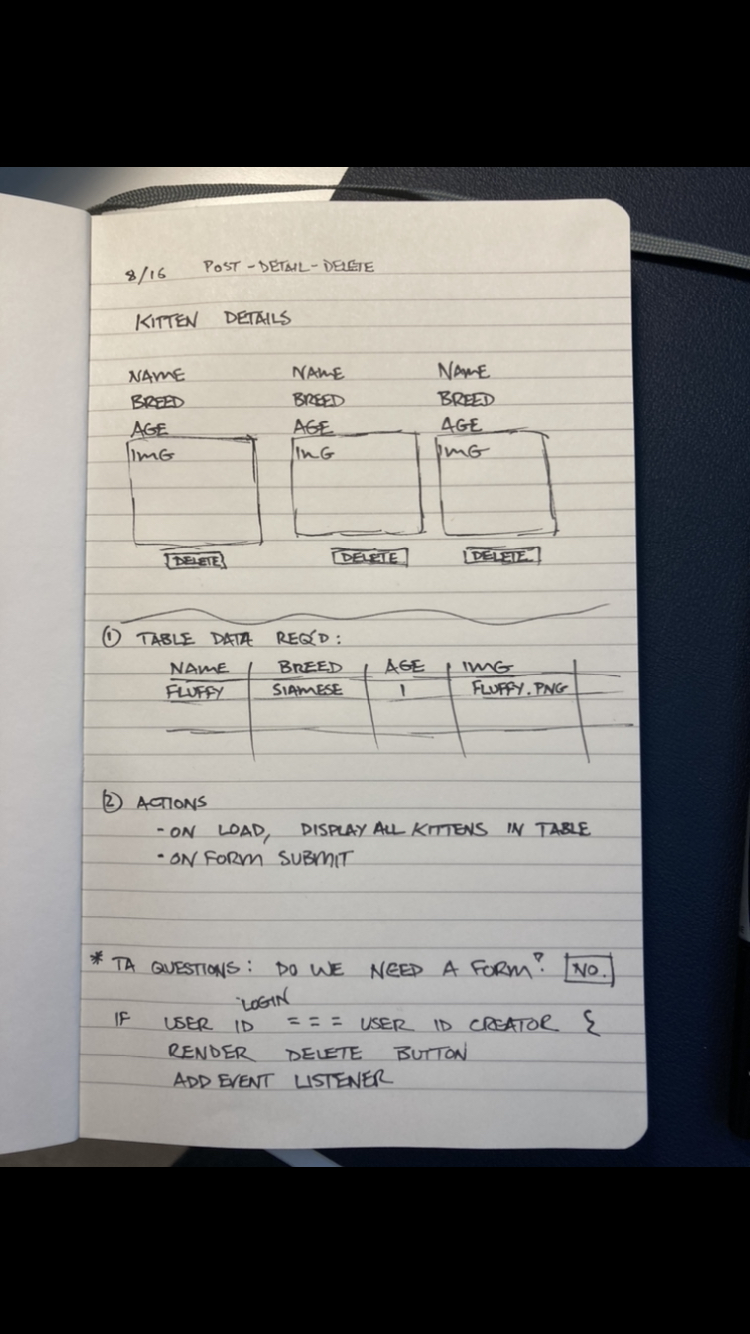 8/16 POST-DETAIL-DELETE
KITTEN DETAILS
NAME NAME NAME
BREED BREED BREED
AGE AGE AGE
IMG IMG IMG
DELETE DELETE DELETE
① TABLE DATA REQ'D:
NAME BREED AGE IMG
FLUFFY SIAMESE 1 FLUFFY.PNG
② ACTIONS
- ON LOAD, DISPLAY ALL KITTENS IN TABLE
- ON FORM SUBMIT
* TA QUESTIONS: DO WE NEED A FORM? NO.
LOGIN
IF USER ID === USER ID CREATOR {
RENDER DELETE BUTTON
ADD EVENT LISTENER